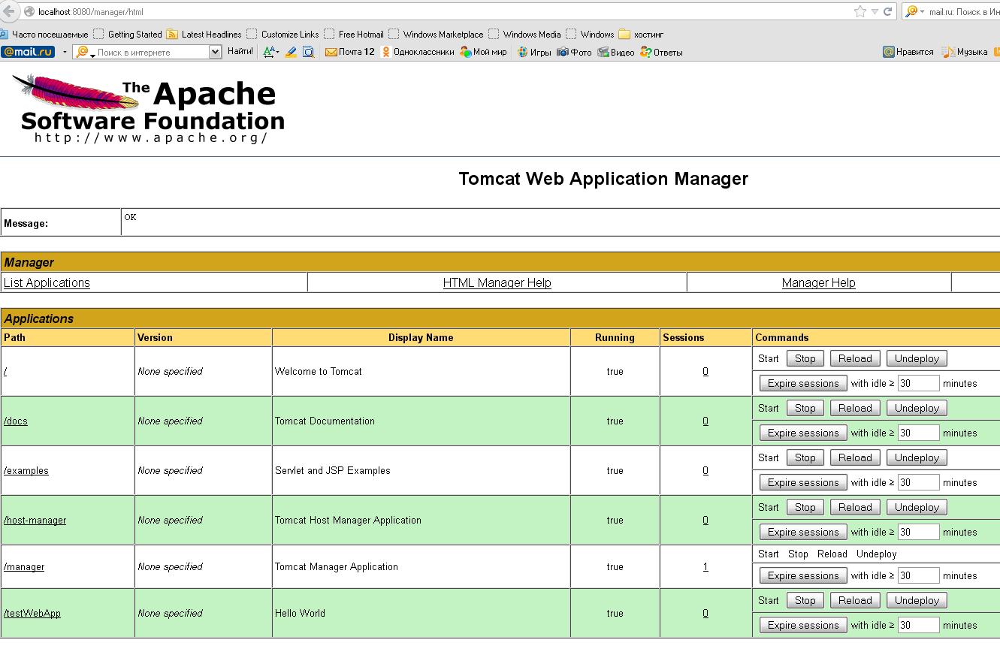 localhost:8080/manager/html
mail.ru: Поиск в Ин
Часто посещаемые Getting Started Latest Headlines Customize Links Free Hotmail Windows Marketplace Windows Media Windows хостинг
@mail.ru Поиск в интернете Найти! Почта 12 Одноклассники Мой мир Игры Фото Видео Ответы Нравится Музыка
The Apache
Software Foundation
http://www.apache.org/
Tomcat Web Application Manager
Message: OK
Manager
List Applications HTML Manager Help Manager Help
Applications
Path Version Display Name Running Sessions Commands
/ None specified Welcome to Tomcat true 0 Start Stop Reload Undeploy
Expire sessions with idle ≥ 30 minutes
/docs None specified Tomcat Documentation true 0 Start Stop Reload Undeploy
Expire sessions with idle ≥ 30 minutes
/examples None specified Servlet and JSP Examples true 0 Start Stop Reload Undeploy
Expire sessions with idle ≥ 30 minutes
/host-manager None specified Tomcat Host Manager Application true 0 Start Stop Reload Undeploy
Expire sessions with idle ≥ 30 minutes
/manager None specified Tomcat Manager Application true 1 Start Stop Reload Undeploy
Expire sessions with idle ≥ 30 minutes
/testWebApp None specified Hello World true 0 Start Stop Reload Undeploy
Expire sessions with idle ≥ 30 minutes